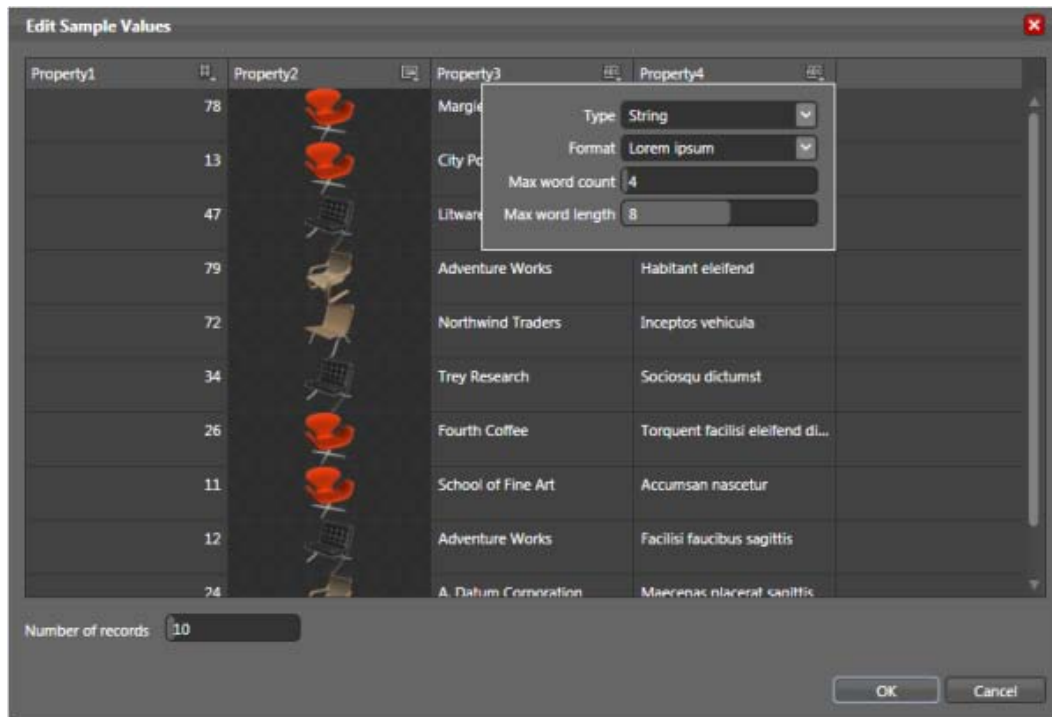 Edit Sample Values
Property1 Property2 Property3 Property4
78 Margie
Type String
13 City Po
Format Lorem ipsum
Max word count 4
47 Litware
Max word length 8
79 Adventure Works Habitant eleifend
72 Northwind Traders Inceptos vehicula
34 Trey Research Sociosqu dictumst
26 Fourth Coffee Torquent facilisi eleifend di...
11 School of Fine Art Accumsan nascetur
12 Adventure Works Facilisi faucibus sagittis
24 A. Datum Corporation Maecenas placerat sagittis
Number of records 10
OK Cancel